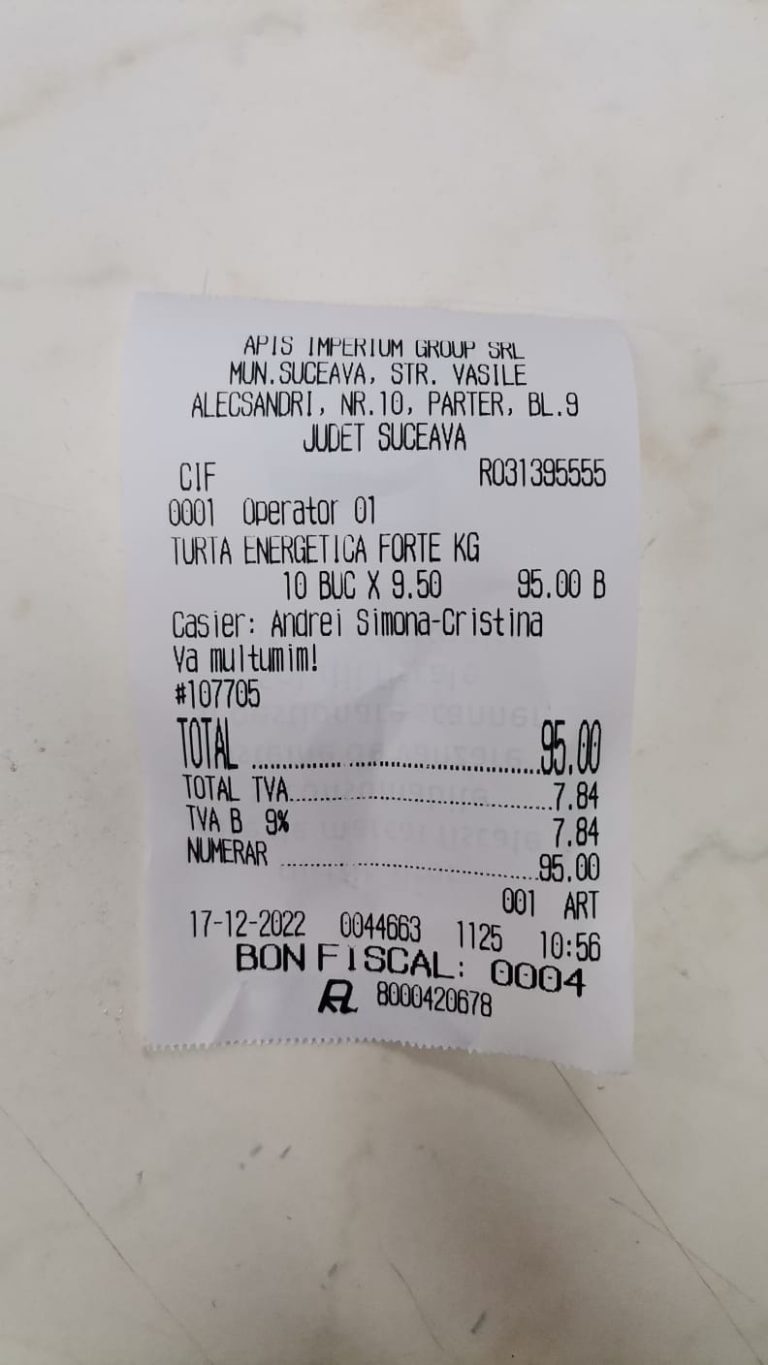 APIS IMPERIUM GROUP SRL
MUN.SUCEAVA, STR. VASILE
ALECSANDRI, NR.10, PARTER, BL.9
JUDET SUCEAVA
CIF RO31395555
0001 Operator 01
TURTA ENERGETICA FORTE KG
10 BUC X 9.50 95.00 B
Casier: Andrei Simona-Cristina
Va multumim!
#107705
TOTAL ........................................95.00
TOTAL TVA........................................7.84
TVA B 9% 7.84
NUMERAR ........................................95.00
001 ART
17-12-2022 0044663 1125 10:56
BON FISCAL: 0004
8000420678